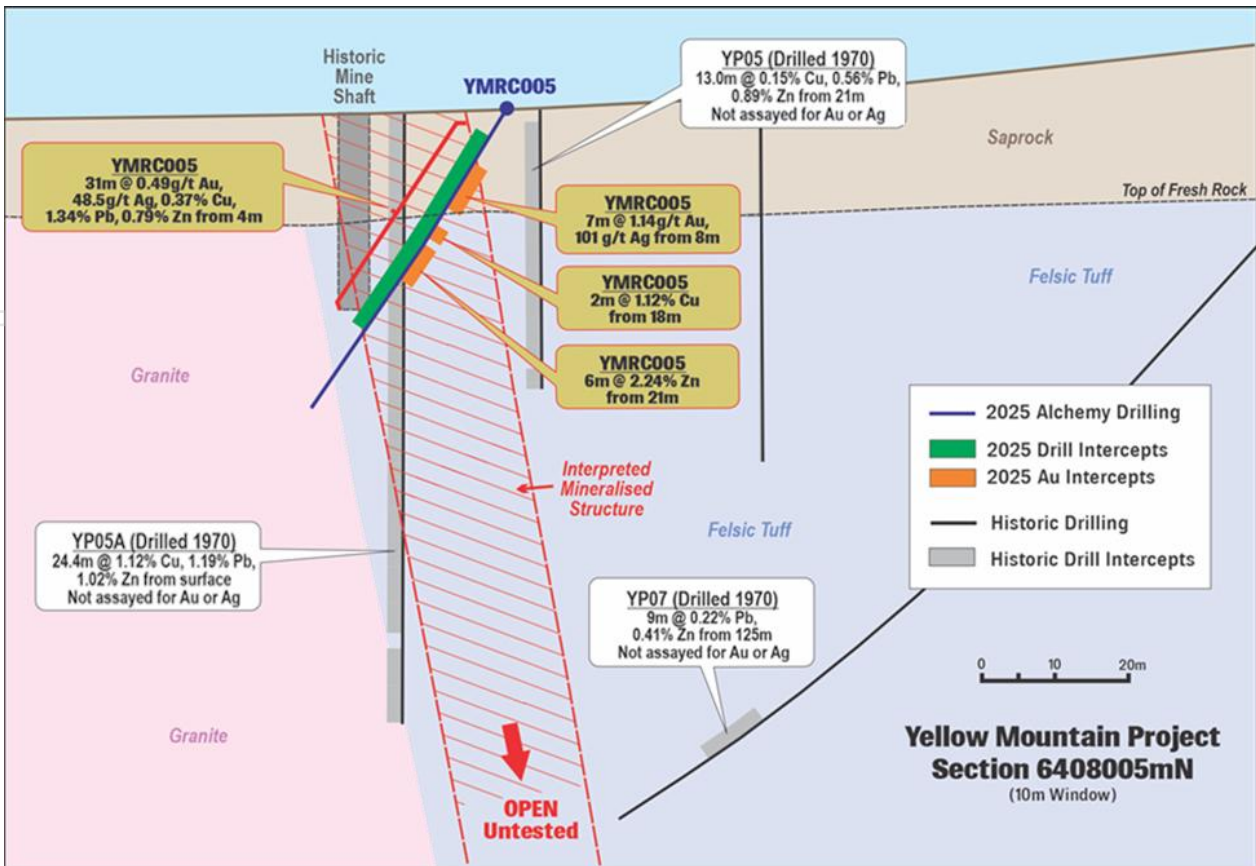 Historic
Mine
Shaft
YMRC005
YP05 (Drilled 1970)
13.0m @ 0.15% Cu, 0.56% Pb,
0.89% Zn from 21m
Not assayed for Au or Ag
Saprock
Top of Fresh Rock
YMRC005
31m @ 0.49g/t Au,
48.5g/t Ag, 0.37% Cu,
1.34% Pb, 0.79% Zn from 4m
YMRC005
7m @ 1.14g/t Au,
101 g/t Ag from 8m
YMRC005
2m @ 1.12% Cu
from 18m
YMRC005
6m @ 2.24% Zn
from 21m
Felsic Tuff
Granite
2025 Alchemy Drilling
2025 Drill Intercepts
2025 Au Intercepts
Historic Drilling
Historic Drill Intercepts
Interpreted
Mineralised
Structure
Felsic Tuff
YP05A (Drilled 1970)
24.4m @ 1.12% Cu, 1.19% Pb,
1.02% Zn from surface
Not assayed for Au or Ag
YP07 (Drilled 1970)
9m @ 0.22% Pb,
0.41% Zn from 125m
Not assayed for Au or Ag
0 10 20m
Granite
Yellow Mountain Project
Section 6408005mN
(10m Window)
OPEN
Untested